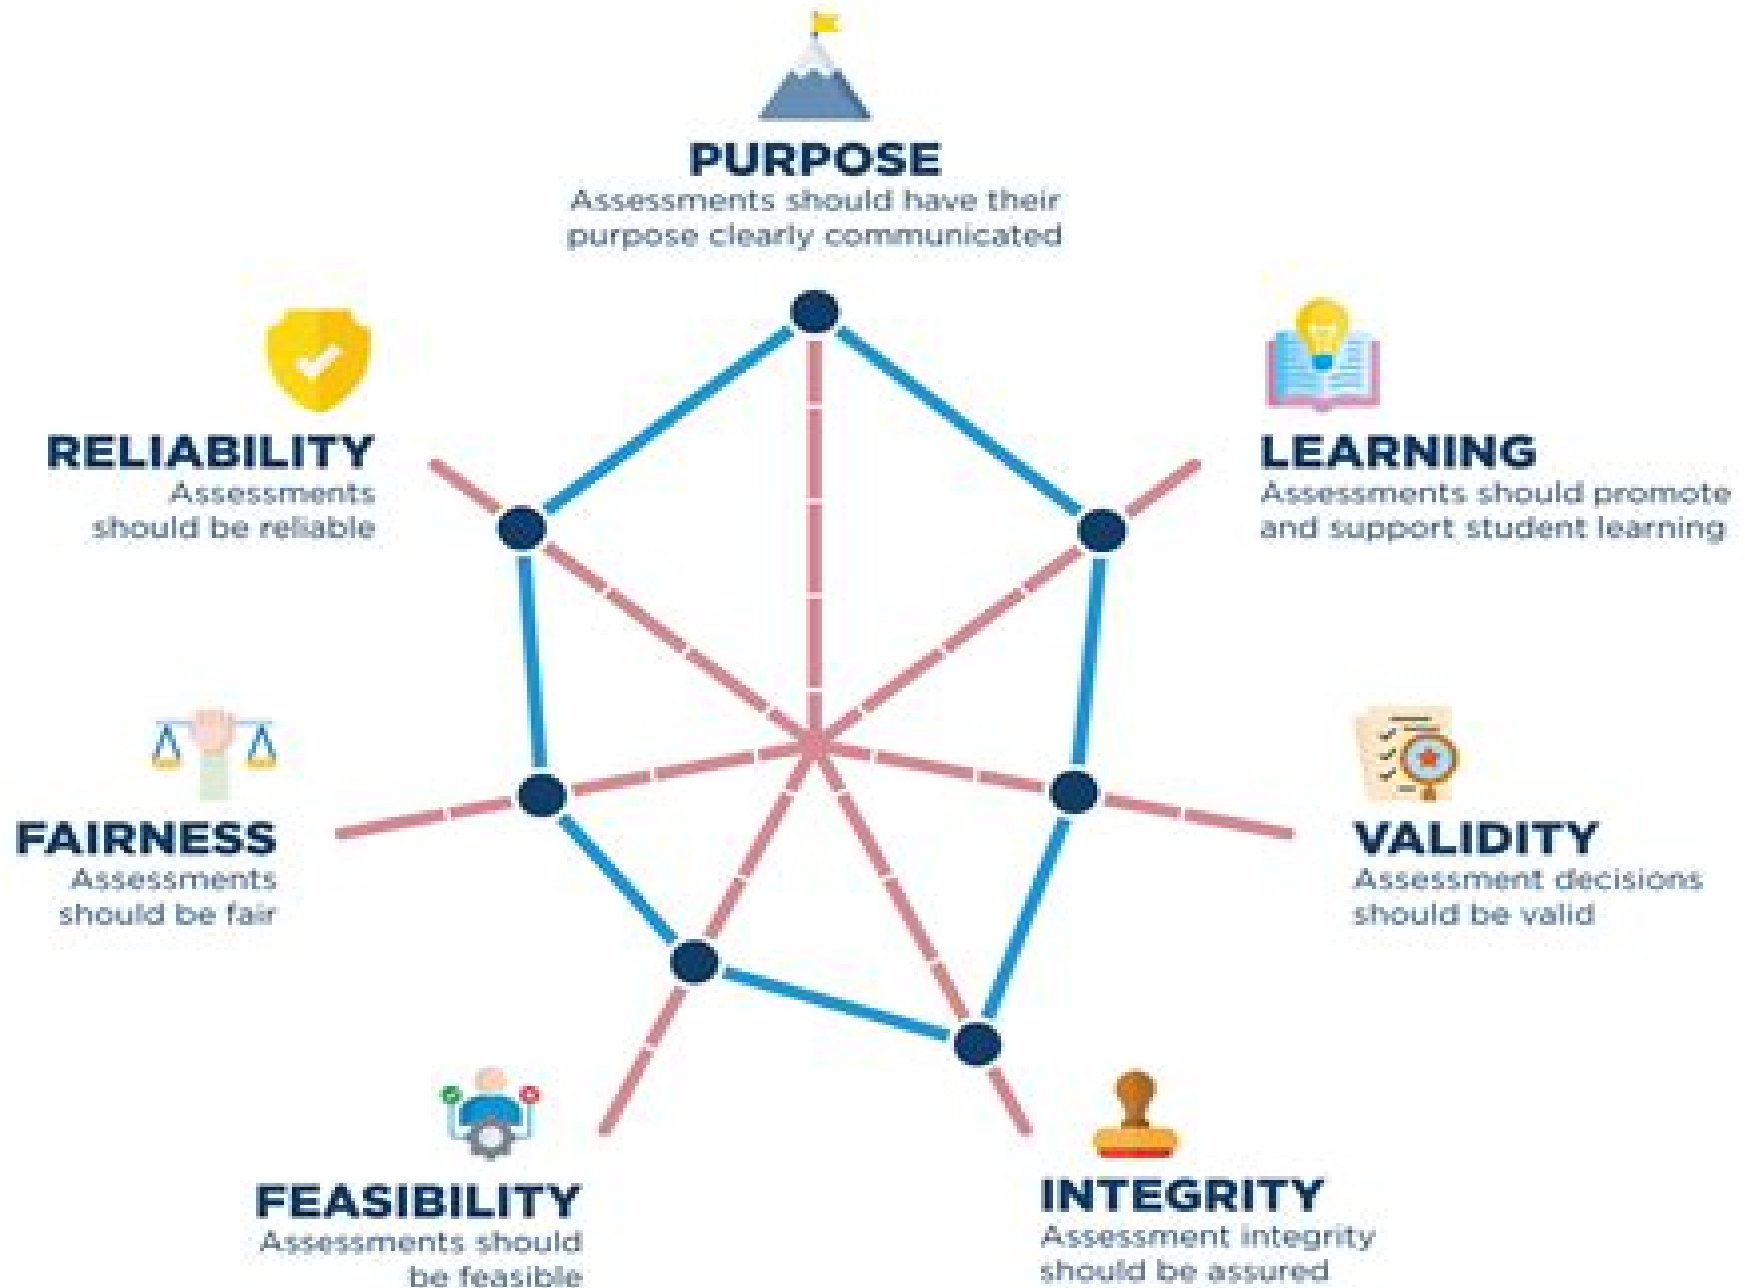 PURPOSE
Assessments should have their
purpose clearly communicated
RELIABILITY
Assessments
should be reliable
LEARNING
Assessments should promote
and support student learning
FAIRNESS
Assessments
should be fair
VALIDITY
Assessment decisions
should be valid
FEASIBILITY
Assessments should
be feasible
INTEGRITY
Assessment integrity
should be assured